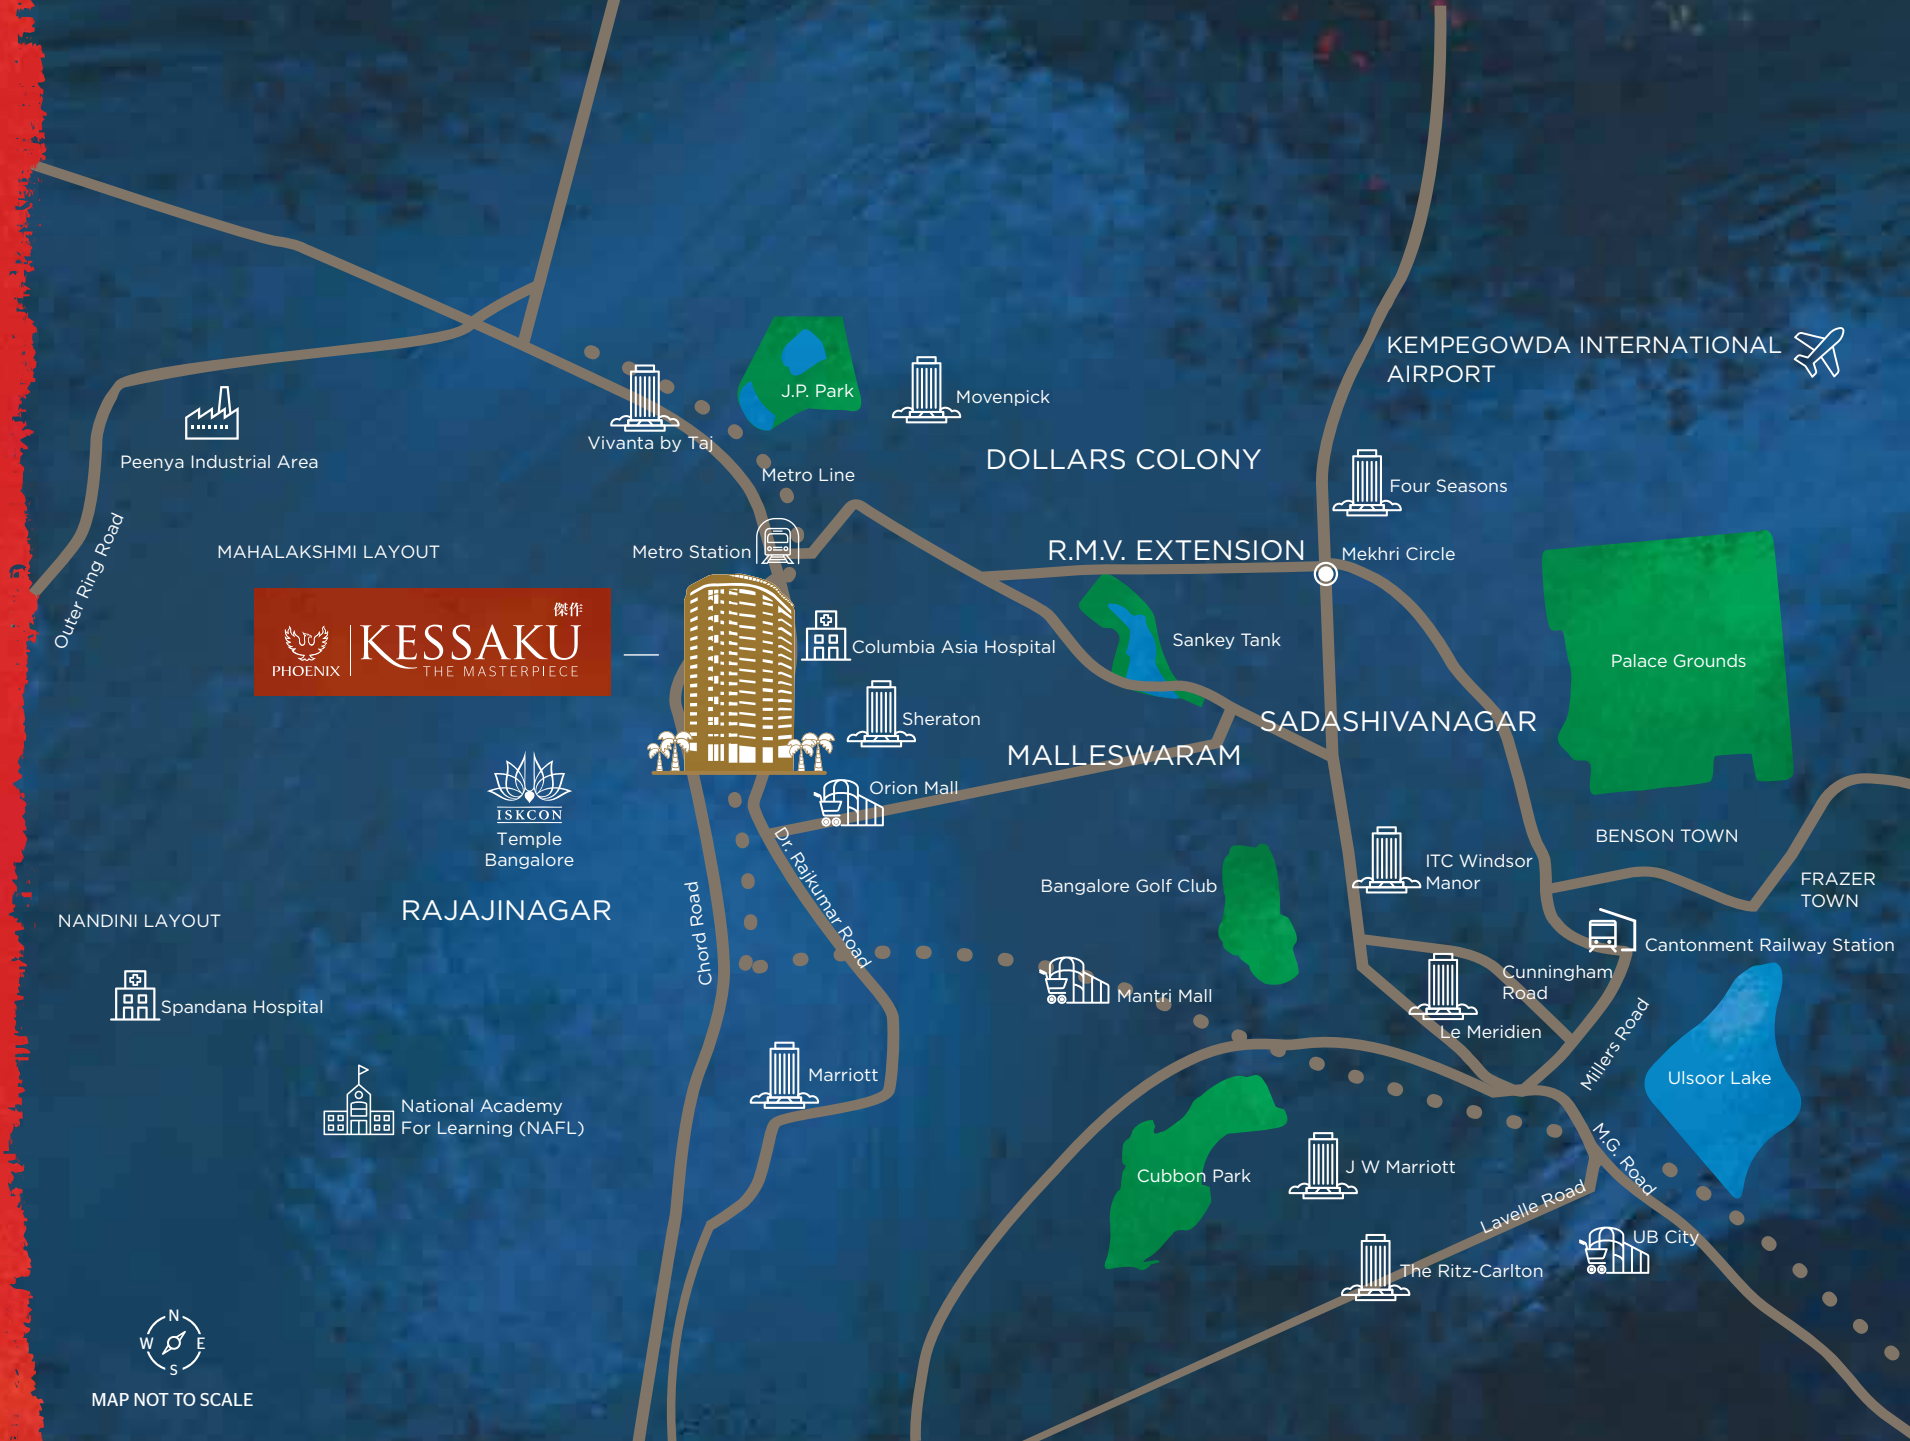 KEMPEGOWDA INTERNATIONAL
AIRPORT
J.P. Park
Movenpick
Vivanta by Taj
Peenya Industrial Area
DOLLARS COLONY
Metro Line
Four Seasons
Outer Ring Road
MAHALAKSHMI LAYOUT
Metro Station
R.M.V. EXTENSION
Mekhri Circle
傑作
PHOENIX
KESSAKU
THE MASTERPIECE
Columbia Asia Hospital
Sankey Tank
Palace Grounds
Sheraton
SADASHIVANAGAR
MALLESWARAM
Orion Mall
ISKCON
Temple
Bangalore
Dr. Rajkumar Road
BENSON TOWN
ITC Windsor
Manor
Bangalore Golf Club
FRAZER
TOWN
RAJAJINAGAR
NANDINI LAYOUT
Chord Road
Cantonment Railway Station
Cunningham
Road
Mantri Mall
Spandana Hospital
Le Meridien
Millers Road
Marriott
Ulsoor Lake
National Academy
For Learning (NAFL)
M.G. Road
J W Marriott
Cubbon Park
Lavelle Road
UB City
The Ritz-Carlton
N
W
E
S
MAP NOT TO SCALE